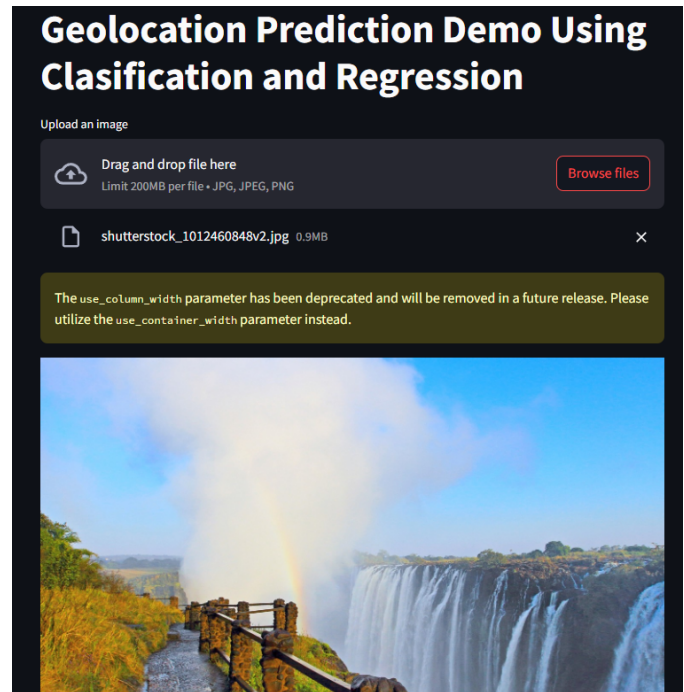 Geolocation Prediction Demo Using
Clasification and Regression
Upload an image
Drag and drop file here
Limit 200MB per file • JPG, JPEG, PNG
Browse files
shutterstock_1012460848v2.jpg 0.9MB
The use_column_width parameter has been deprecated and will be removed in a future release. Please
utilize the use_container_width parameter instead.